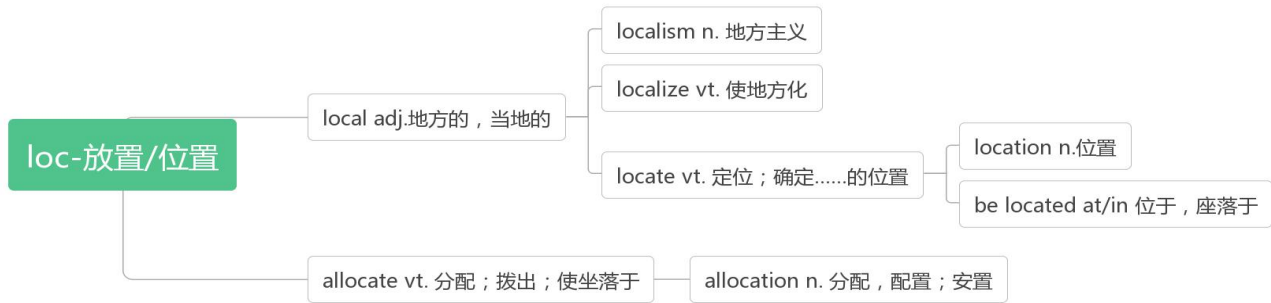 loc-放置/位置
local adj.地方的，当地的
localism n. 地方主义
localize vt. 使地方化
locate vt. 定位；确定……的位置
location n.位置
be located at/in 位于，座落于
allocate vt. 分配；拨出；使坐落于
allocation n. 分配，配置；安置